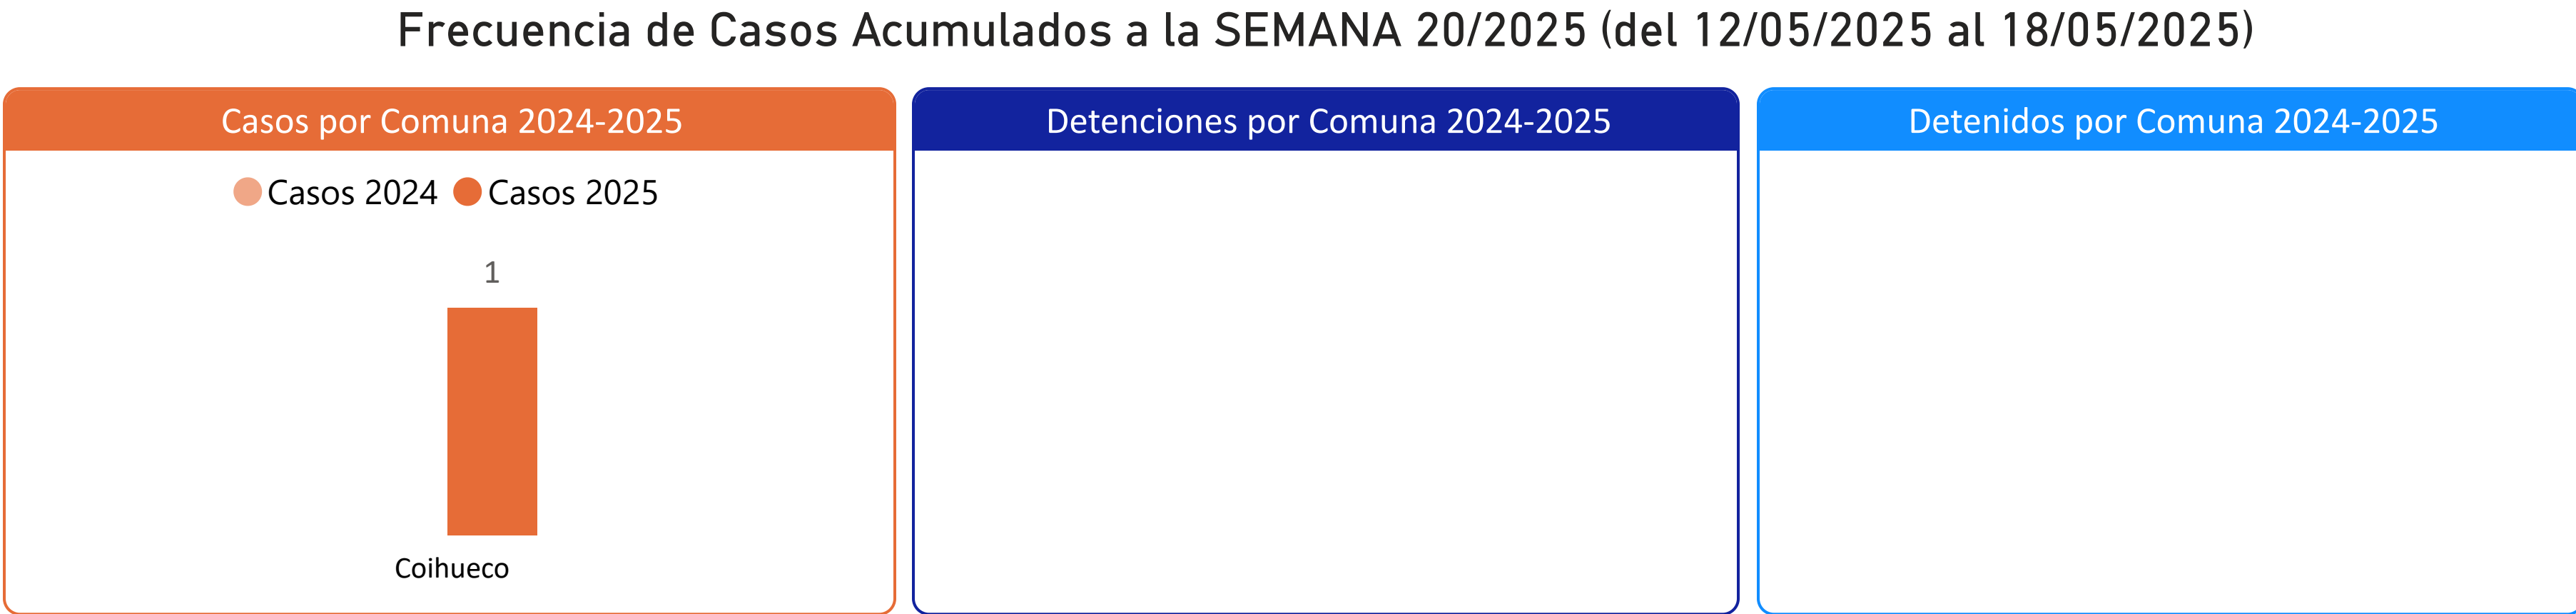 Frecuencia de Casos Acumulados a la SEMANA 20/2025 (del 12/05/2025 al 18/05/2025)
Casos por Comuna 2024-2025
Casos 2024 Casos 2025
1
Coihueco
Detenciones por Comuna 2024-2025
Detenidos por Comuna 2024-2025